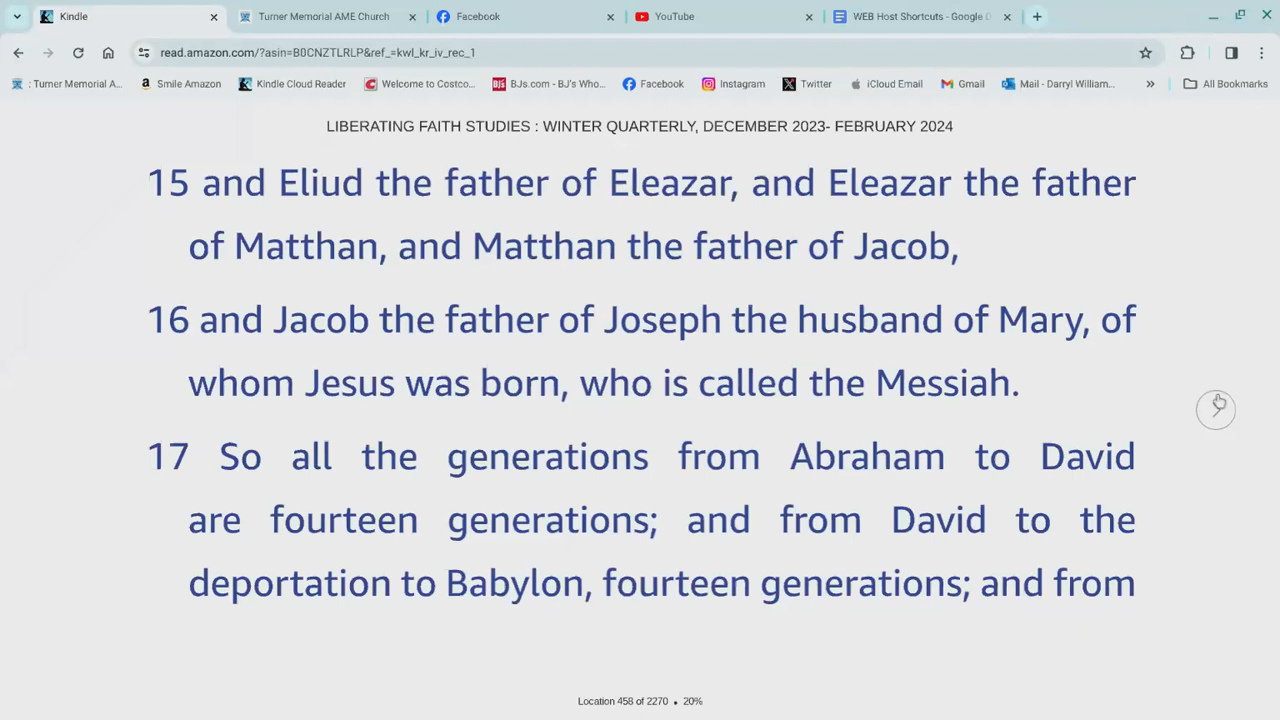 Kindle
Turner Memorial AME Church
Facebook
YouTube
WEB Host Shortcuts - Google D
read.amazon.com/?asin=B0CNZTLRLP&ref_=kwl_kr_iv_rec_1
: Turner Memorial A...
Smile Amazon
Kindle Cloud Reader
Welcome to Costco...
BJs.com - BJ's Who...
Facebook
Instagram
Twitter
iCloud Email
Gmail
Mail - Darryl William...
All Bookmarks
LIBERATING FAITH STUDIES : WINTER QUARTERLY, DECEMBER 2023- FEBRUARY 2024
15 and Eliud the father of Eleazar, and Eleazar the father
of Matthan, and Matthan the father of Jacob,
16 and Jacob the father of Joseph the husband of Mary, of
whom Jesus was born, who is called the Messiah.
17 So all the generations from Abraham to David
are fourteen generations; and from David to the
deportation to Babylon, fourteen generations; and from
Location 458 of 2270 • 20%